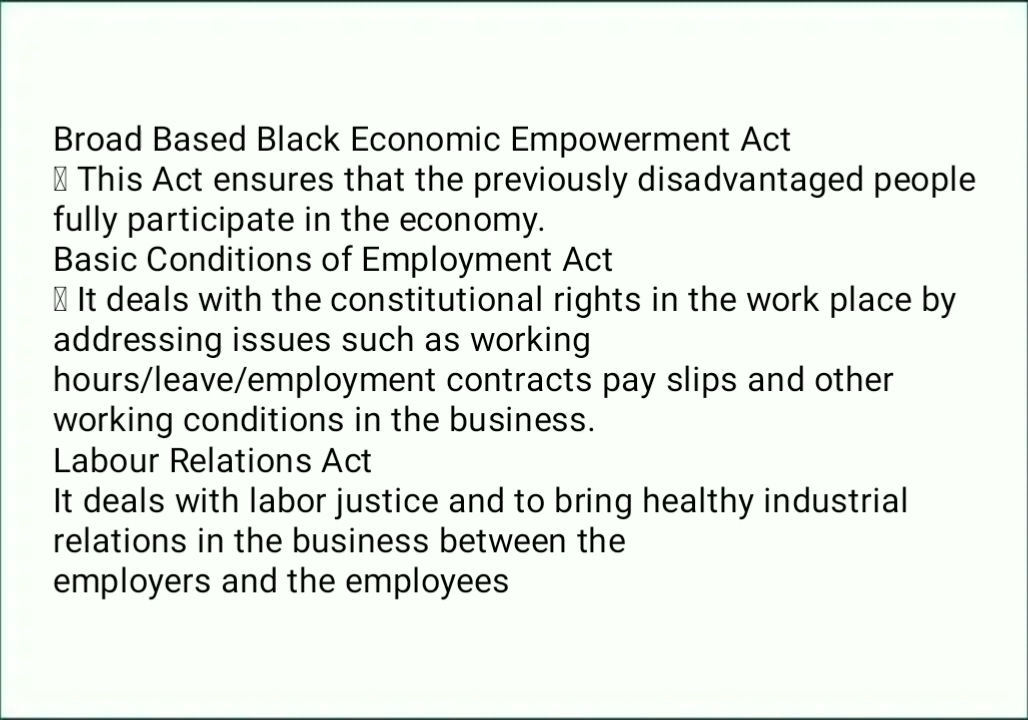 Broad Based Black Economic Empowerment Act
 This Act ensures that the previously disadvantaged people
fully participate in the economy.
Basic Conditions of Employment Act
 It deals with the constitutional rights in the work place by
addressing issues such as working
hours/leave/employment contracts pay slips and other
working conditions in the business.
Labour Relations Act
It deals with labor justice and to bring healthy industrial
relations in the business between the
employers and the employees